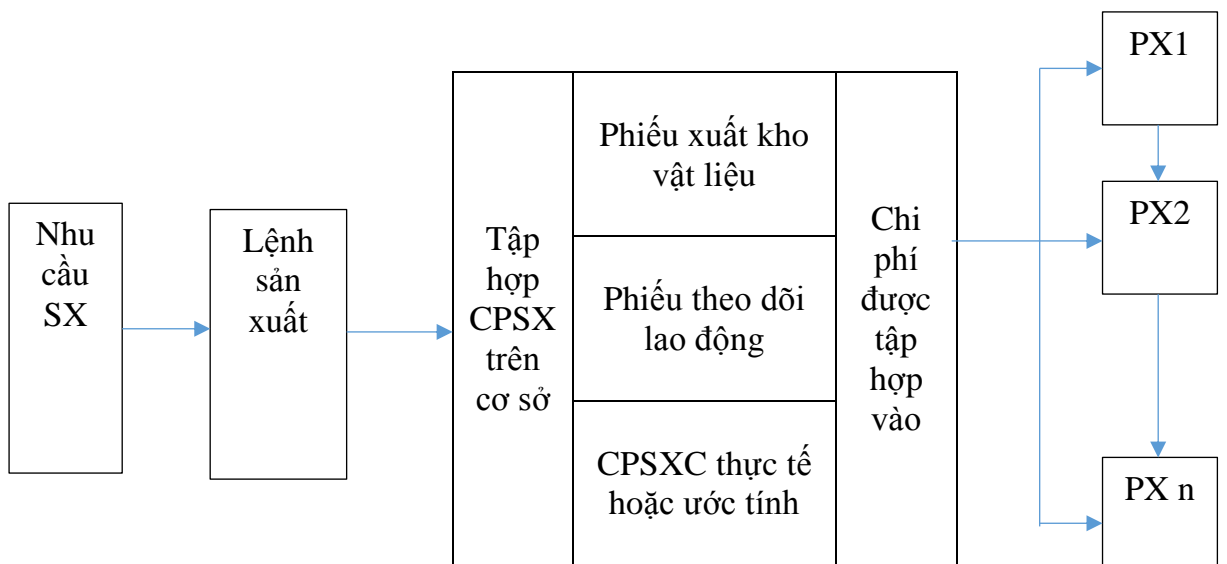 Nhu
cầu
SX
Lệnh
sản
xuất
Tập
hợp
CPSX
trên
cơ sở
Phiếu xuất kho
vật liệu
Phiếu theo dõi
lao động
CPSXC thực tế
hoặc ước tính
Chi
phí
được
tập
hợp
vào
PX1
PX2
PX n